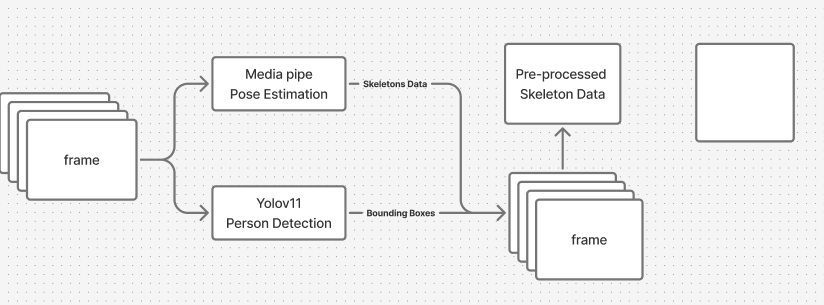 frame
Media pipe
Pose Estimation
Skeletons Data
Yolov11
Person Detection
Bounding Boxes
Pre-processed
Skeleton Data
frame